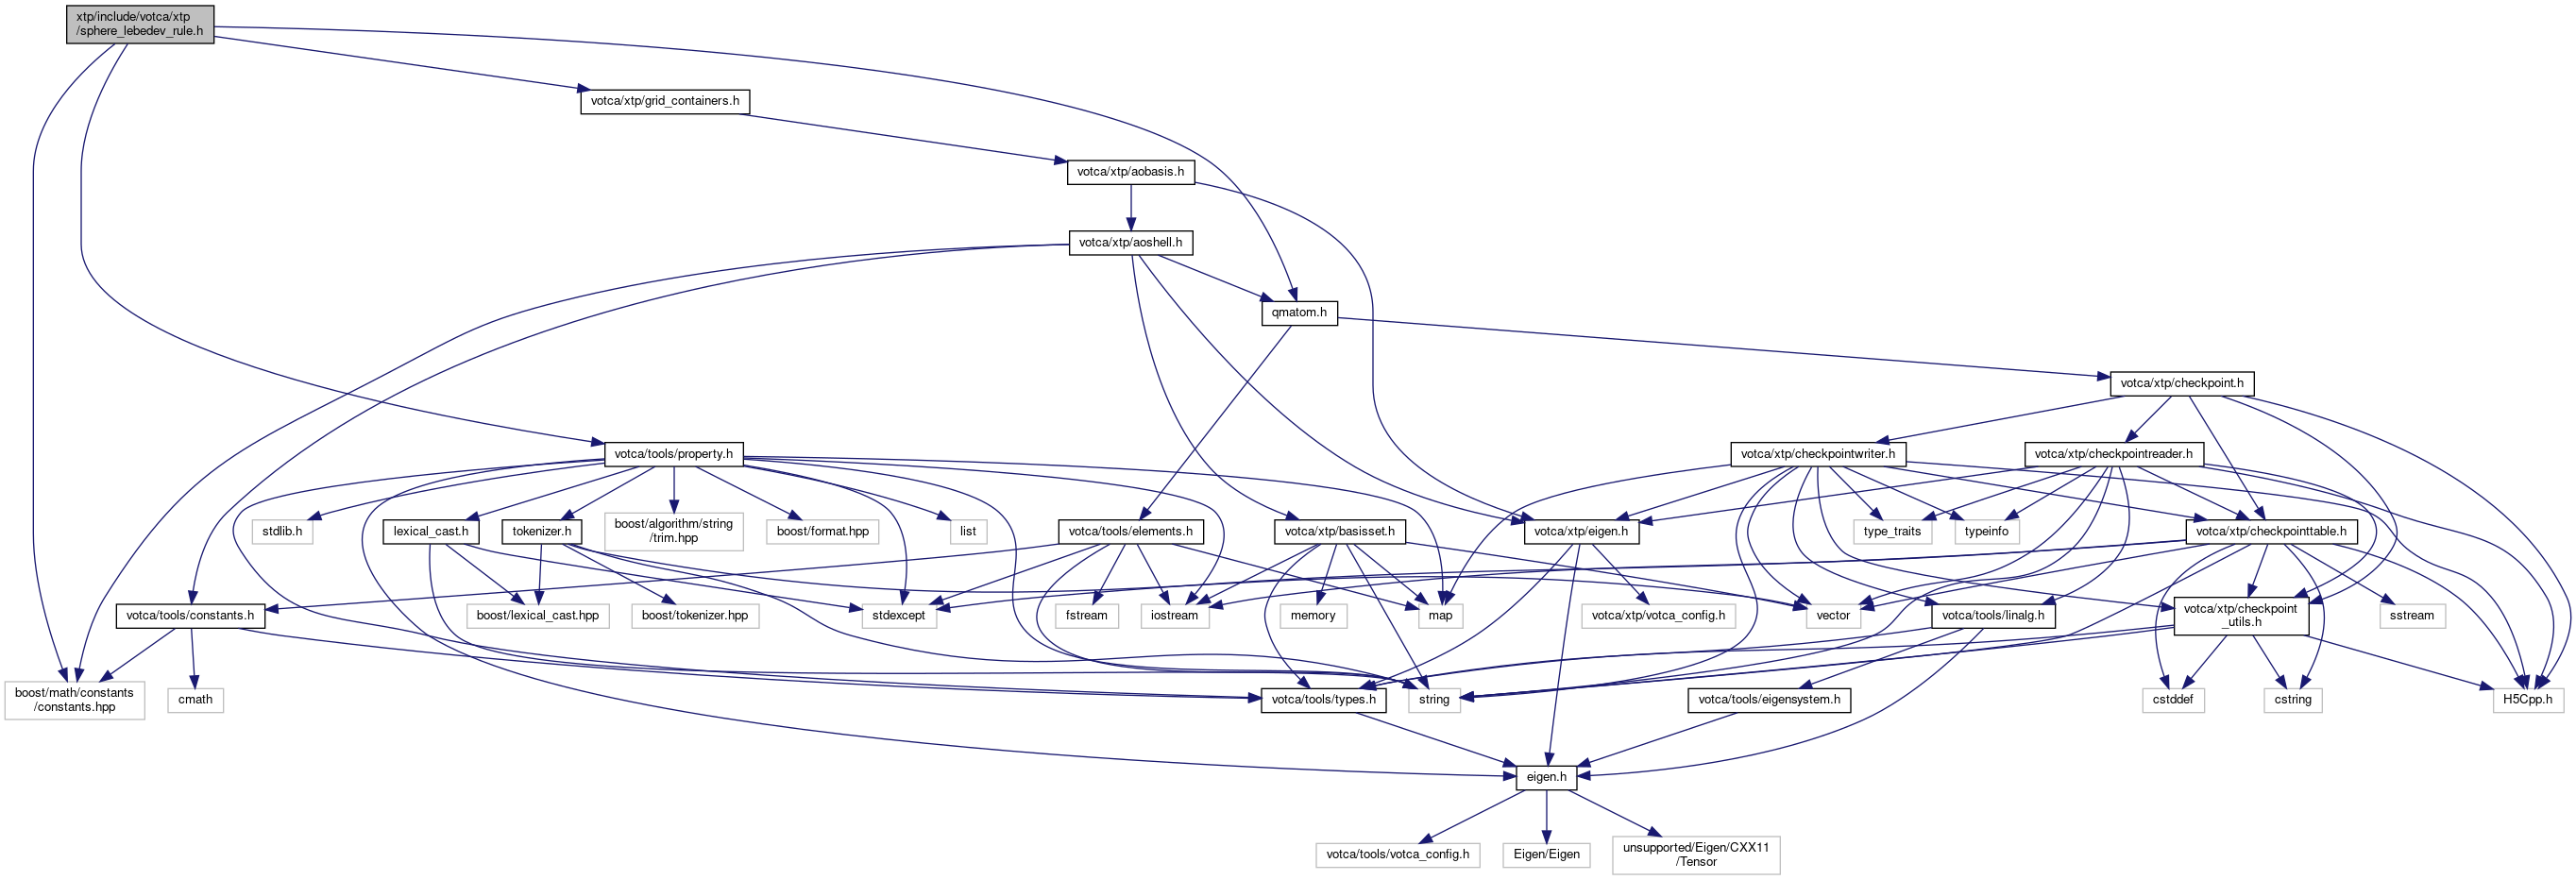 xtp/include/votca/xtp
/sphere_lebedev_rule.h
votca/xtp/grid_containers.h
votca/xtp/aobasis.h
votca/xtp/aoshell.h
qmatom.h
votca/xtp/checkpoint.h
votca/tools/property.h
votca/xtp/checkpointwriter.h
votca/xtp/checkpointreader.h
stdlib.h
lexical_cast.h
tokenizer.h
boost/algorithm/string
/trim.hpp
boost/format.hpp
list
votca/tools/elements.h
votca/xtp/basisset.h
votca/xtp/eigen.h
type_traits
typeinfo
votca/xtp/checkpointtable.h
votca/tools/constants.h
boost/lexical_cast.hpp
boost/tokenizer.hpp
stdexcept
fstream
iostream
memory
map
votca/xtp/votca_config.h
vector
votca/tools/linalg.h
votca/xtp/checkpoint
_utils.h
sstream
boost/math/constants
/constants.hpp
cmath
votca/tools/types.h
string
votca/tools/eigensystem.h
cstddef
cstring
H5Cpp.h
eigen.h
votca/tools/votca_config.h
Eigen/Eigen
unsupported/Eigen/CXX11
/Tensor